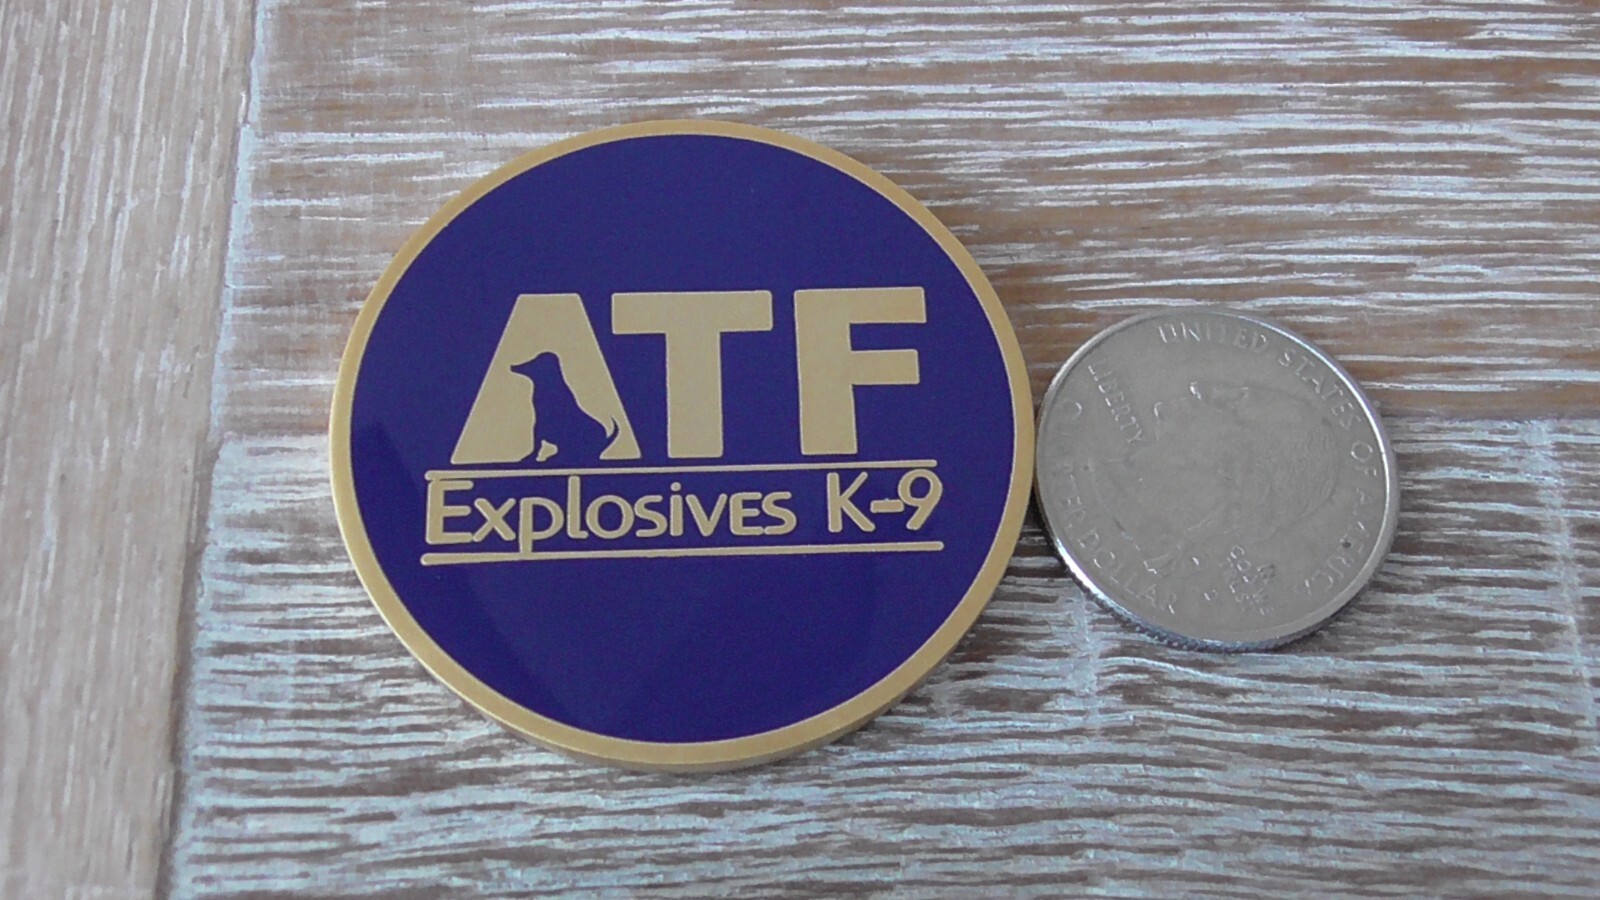 ATF
Explosives K-9
UNITED STATES OF AMERICA
LIBERTY
QUARTER DOLLAR